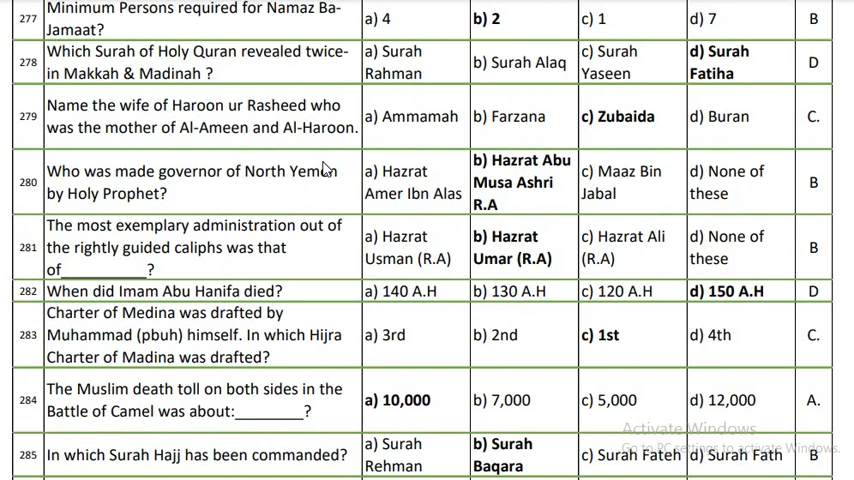 277 Minimum Persons required for Namaz Ba-
Jamaat?
a) 4
b) 2
c) 1
d) 7
B
278 Which Surah of Holy Quran revealed twice-
in Makkah & Madinah ?
a) Surah
Rahman
b) Surah Alaq
c) Surah
Yaseen
d) Surah
Fatiha
D
279 Name the wife of Haroon ur Rasheed who
was the mother of Al-Ameen and Al-Haroon.
a) Ammamah
b) Farzana
c) Zubaida
d) Buran
C.
280 Who was made governor of North Yemen
by Holy Prophet?
a) Hazrat
Amer Ibn Alas
b) Hazrat Abu
Musa Ashri
R.A
c) Maaz Bin
Jabal
d) None of
these
B
281 The most exemplary administration out of
the rightly guided caliphs was that
of__________?
a) Hazrat
Usman (R.A)
b) Hazrat
Umar (R.A)
c) Hazrat Ali
(R.A)
d) None of
these
B
282 When did Imam Abu Hanifa died?
a) 140 A.H
b) 130 A.H
c) 120 A.H
d) 150 A.H
D
283 Charter of Medina was drafted by
Muhammad (pbuh) himself. In which Hijra
Charter of Madina was drafted?
a) 3rd
b) 2nd
c) 1st
d) 4th
C.
284 The Muslim death toll on both sides in the
Battle of Camel was about:________?
a) 10,000
b) 7,000
c) 5,000
d) 12,000
A.
285 In which Surah Hajj has been commanded?
a) Surah
Rehman
b) Surah
Baqara
c) Surah Fateh
d) Surah Fath
B
Activate Windows
Go to PC settings to activate Windows.